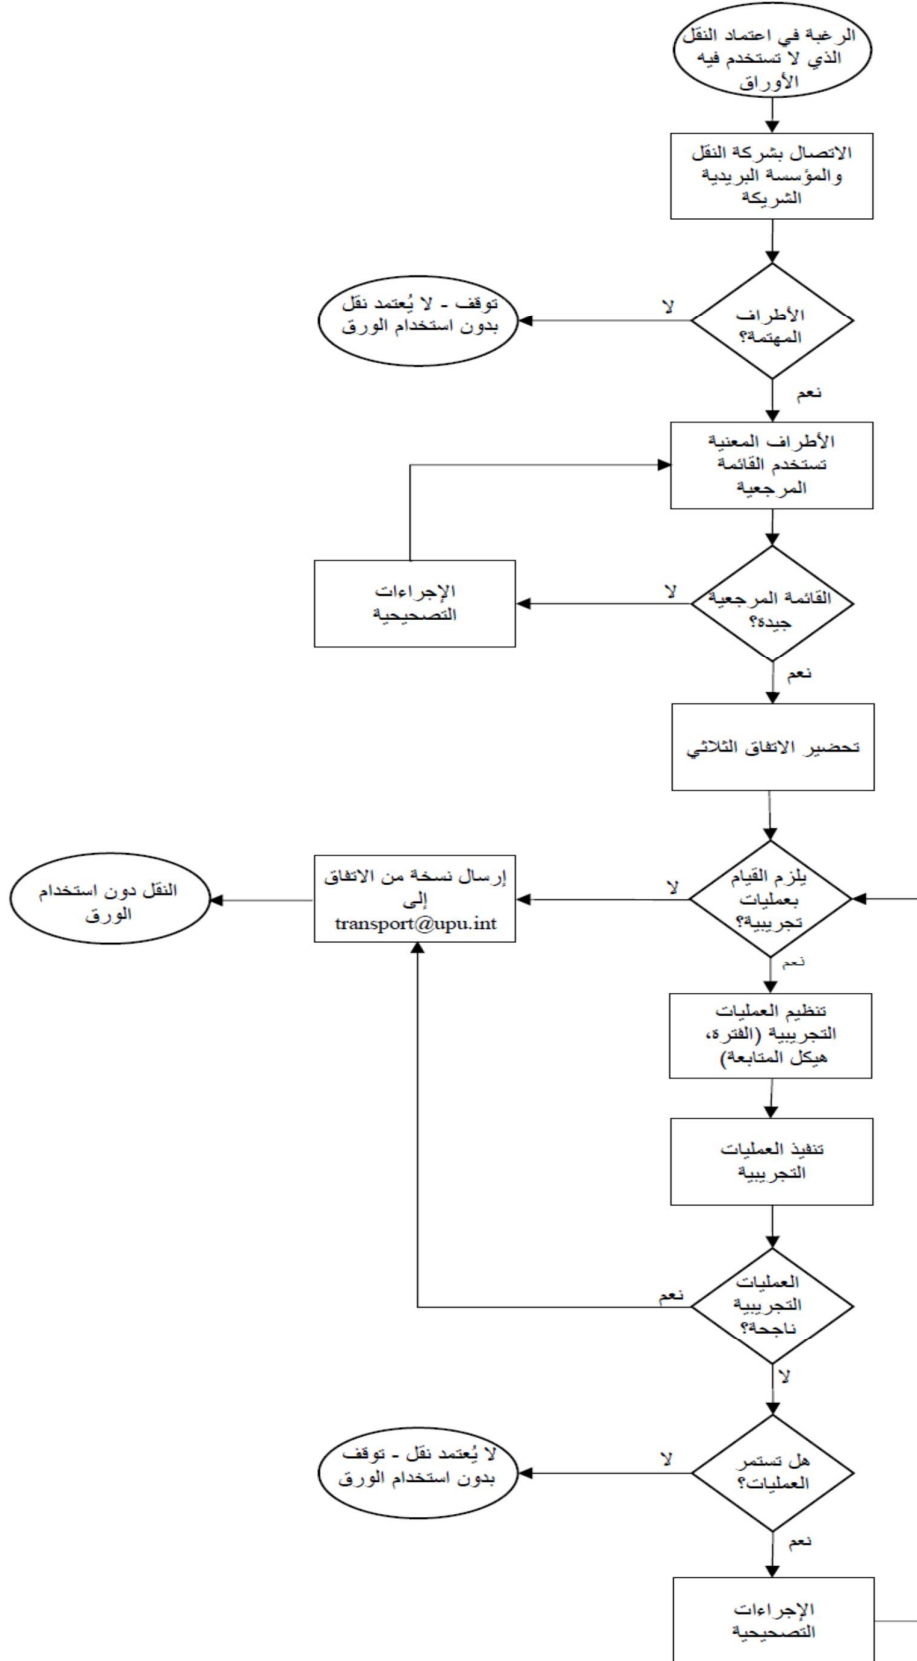 الرغبة في اعتماد النقل
الذي لا تستخدم فيه
الأوراق
الاتصال بشركة النقل
والمؤسسة البريدية
الشريكة
الأطراف
المهتمة؟
لا
توقف - لا يُعتمد نقل
بدون استخدام الورق
نعم
الأطراف المعنية
تستخدم القائمة
المرجعية
القائمة المرجعية
جيدة؟
لا
الإجراءات
التصحيحية
نعم
تحضير الاتفاق الثلاثي
يلزم القيام
بعمليات
تجريبية؟
لا
إرسال نسخة من الاتفاق
إلى
transport@upu.int
النقل دون استخدام
الورق
نعم
تنظيم العمليات
التجريبية (الفترة،
هيكل المتابعة)
تنفيذ العمليات
التجريبية
العمليات
التجريبية
ناجحة؟
نعم
لا
هل تستمر
العمليات؟
لا
لا يُعتمد نقل - توقف
بدون استخدام الورق
نعم
الإجراءات
التصحيحية